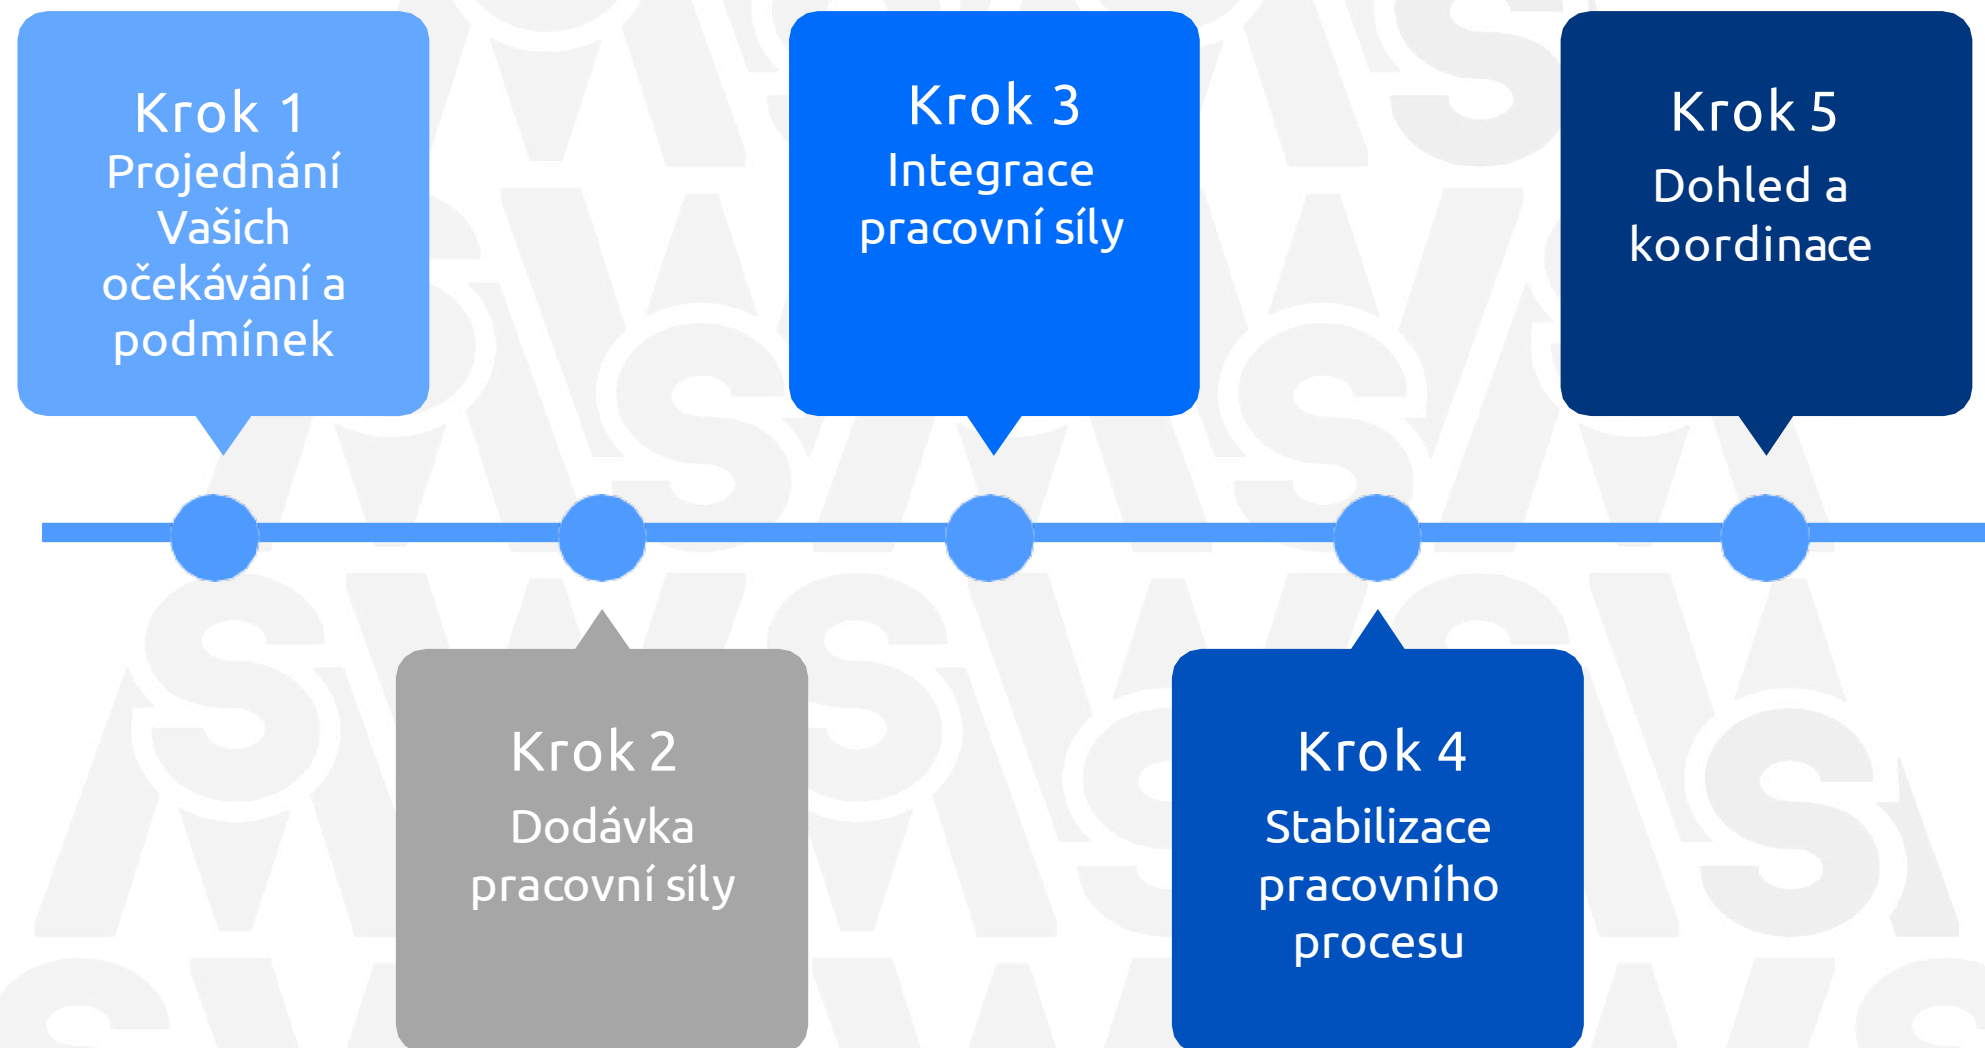 Krok 1
Projednání
Vašich
očekávání a
podmínek
Krok 2
Dodávka
pracovní síly
Krok 3
Integrace
pracovní síly
Krok 4
Stabilizace
pracovního
procesu
Krok 5
Dohled a
koordinace